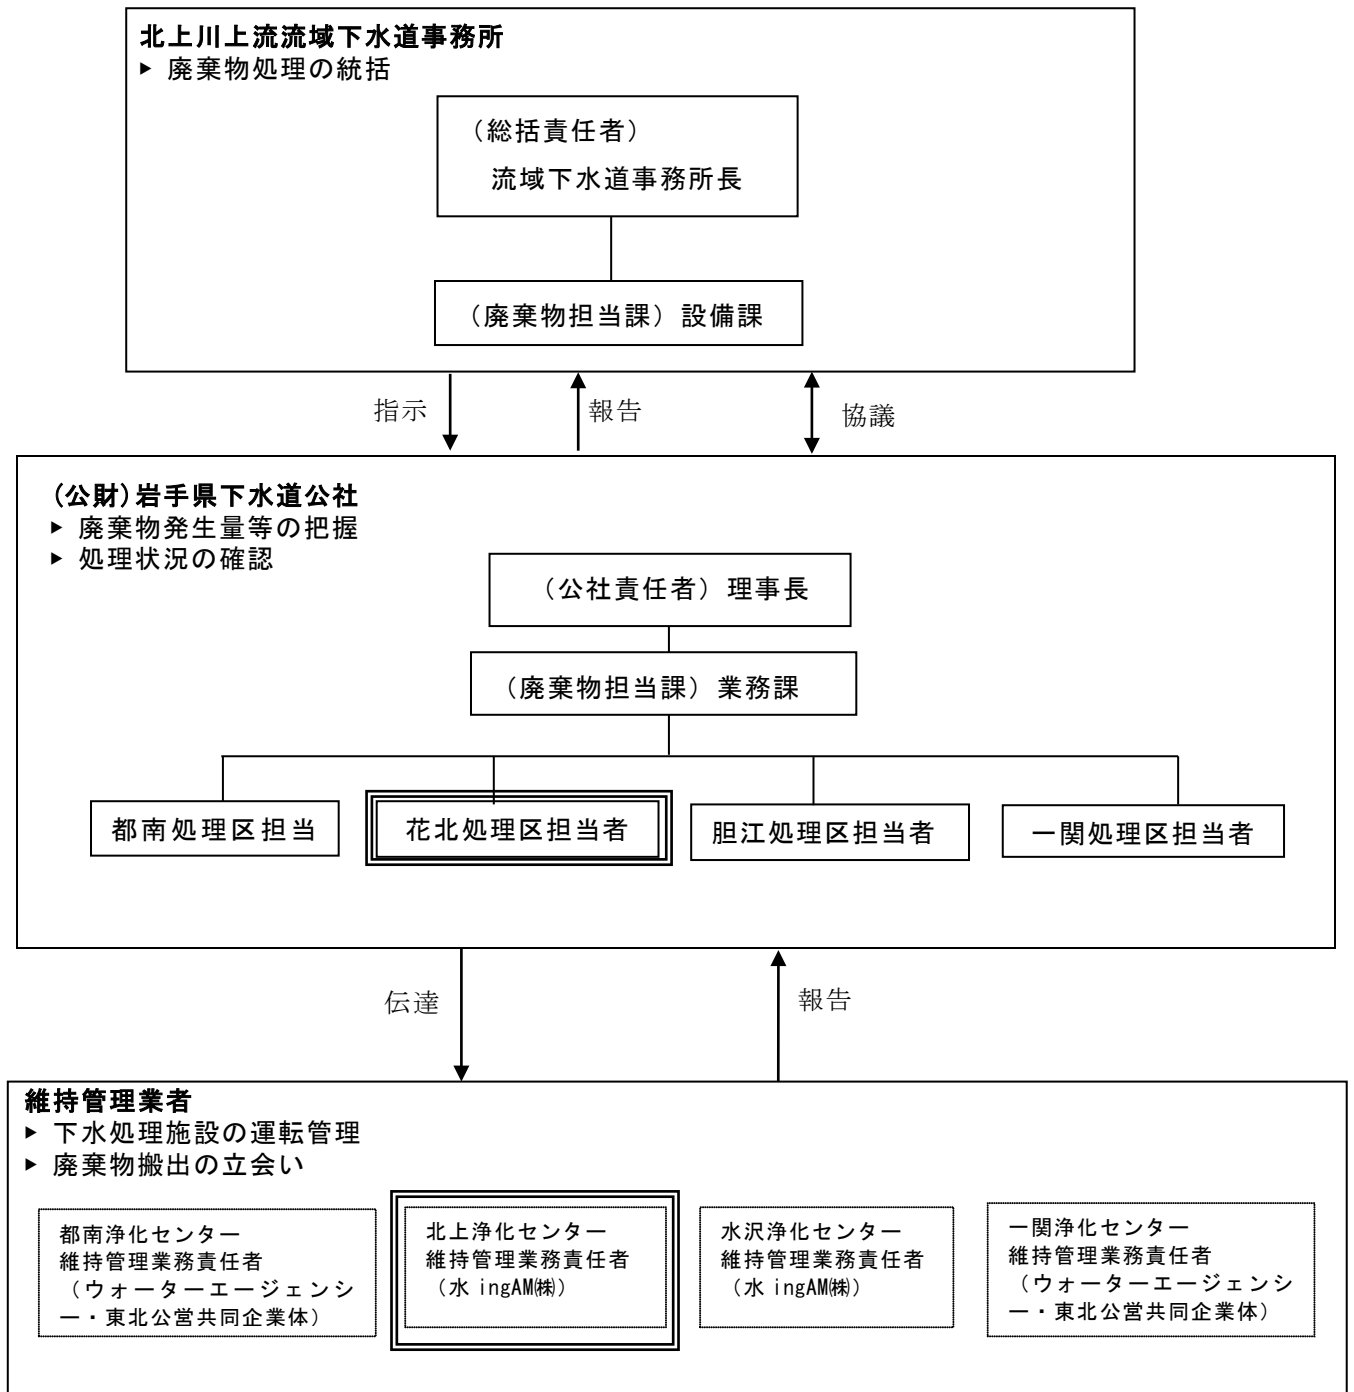 北上川上流流域下水道事務所
▶ 廃棄物処理の統括
（総括責任者）
流域下水道事務所長
（廃棄物担当課）設備課
指示
報告
協議
（公財）岩手県下水道公社
▶ 廃棄物発生量等の把握
▶ 処理状況の確認
（公社責任者）理事長
（廃棄物担当課）業務課
都南処理区担当
花北処理区担当者
胆江処理区担当者
一関処理区担当者
伝達
報告
維持管理業者
▶ 下水処理施設の運転管理
▶ 廃棄物搬出の立会い
都南浄化センター
維持管理業務責任者
（ウォーターエージェンシ
ー・東北公営共同企業体）
北上浄化センター
維持管理業務責任者
（水 ingAM㈱）
水沢浄化センター
維持管理業務責任者
（水 ingAM㈱）
一関浄化センター
維持管理業務責任者
（ウォーターエージェンシ
ー・東北公営共同企業体）